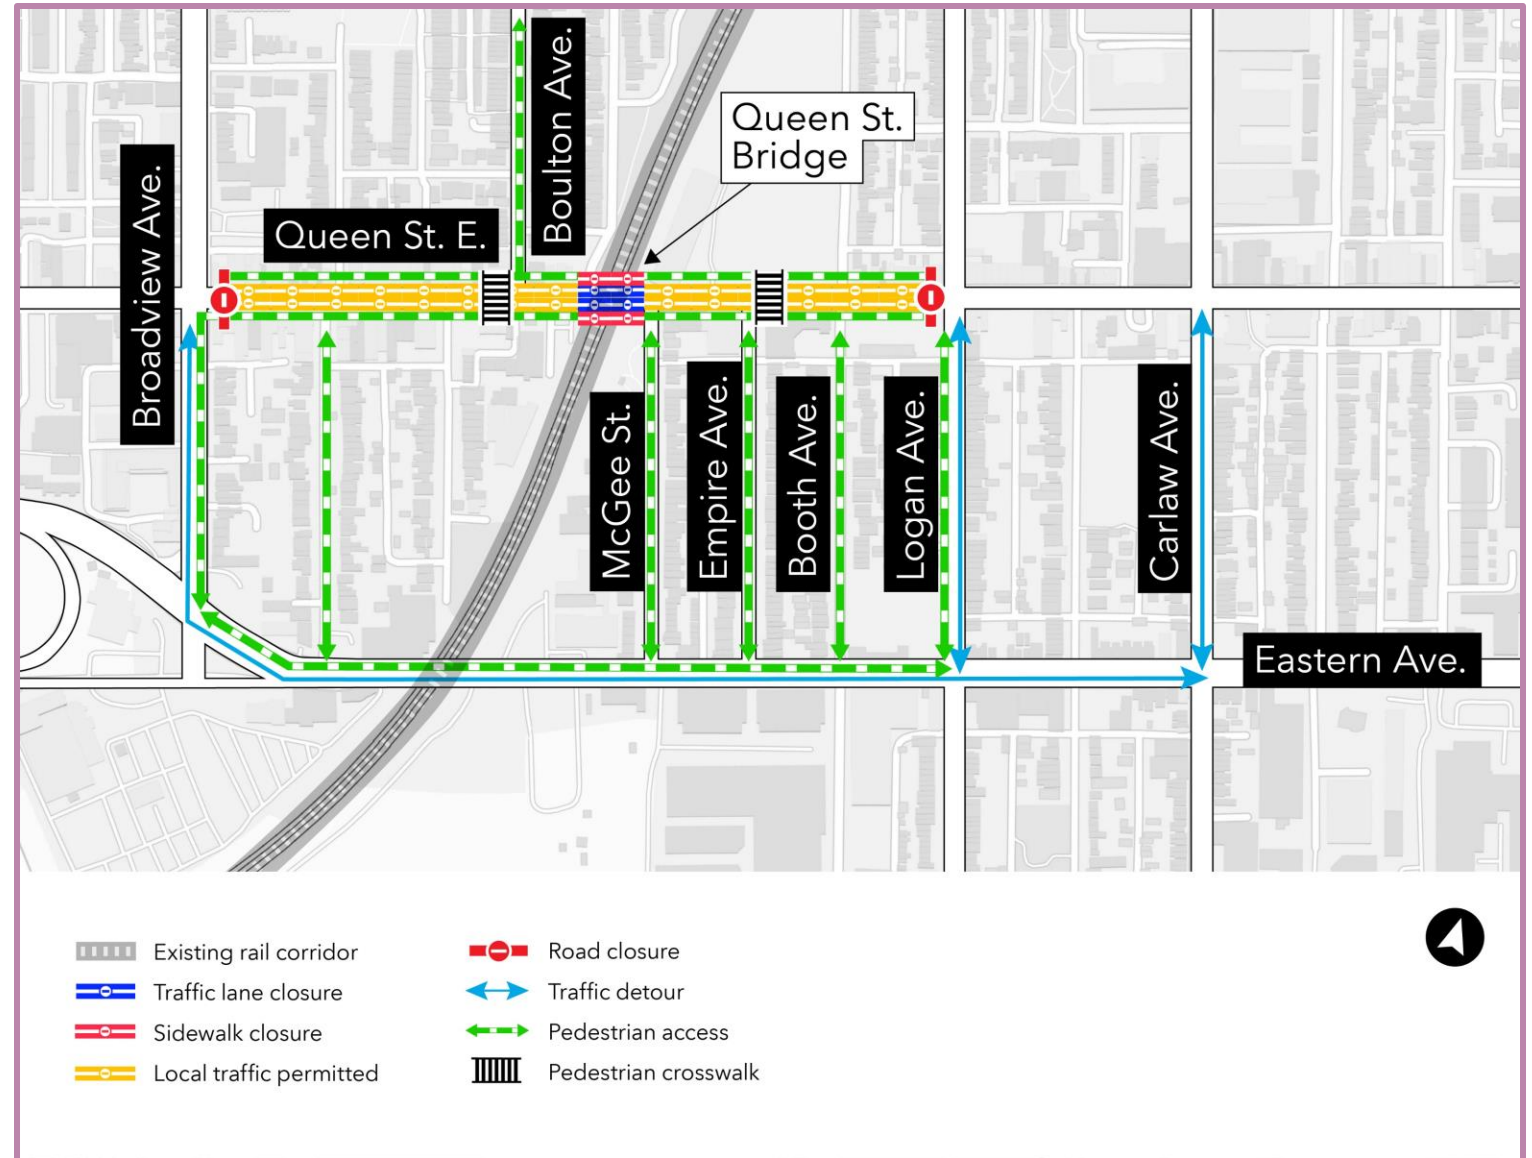 Boulton Ave.
Queen St.
Bridge
Broadview Ave.
Queen St. E.
McGee St.
Empire Ave.
Booth Ave.
Logan Ave.
Carlaw Ave.
Eastern Ave.
Existing rail corridor
Traffic lane closure
Sidewalk closure
Local traffic permitted
Road closure
Traffic detour
Pedestrian access
Pedestrian crosswalk